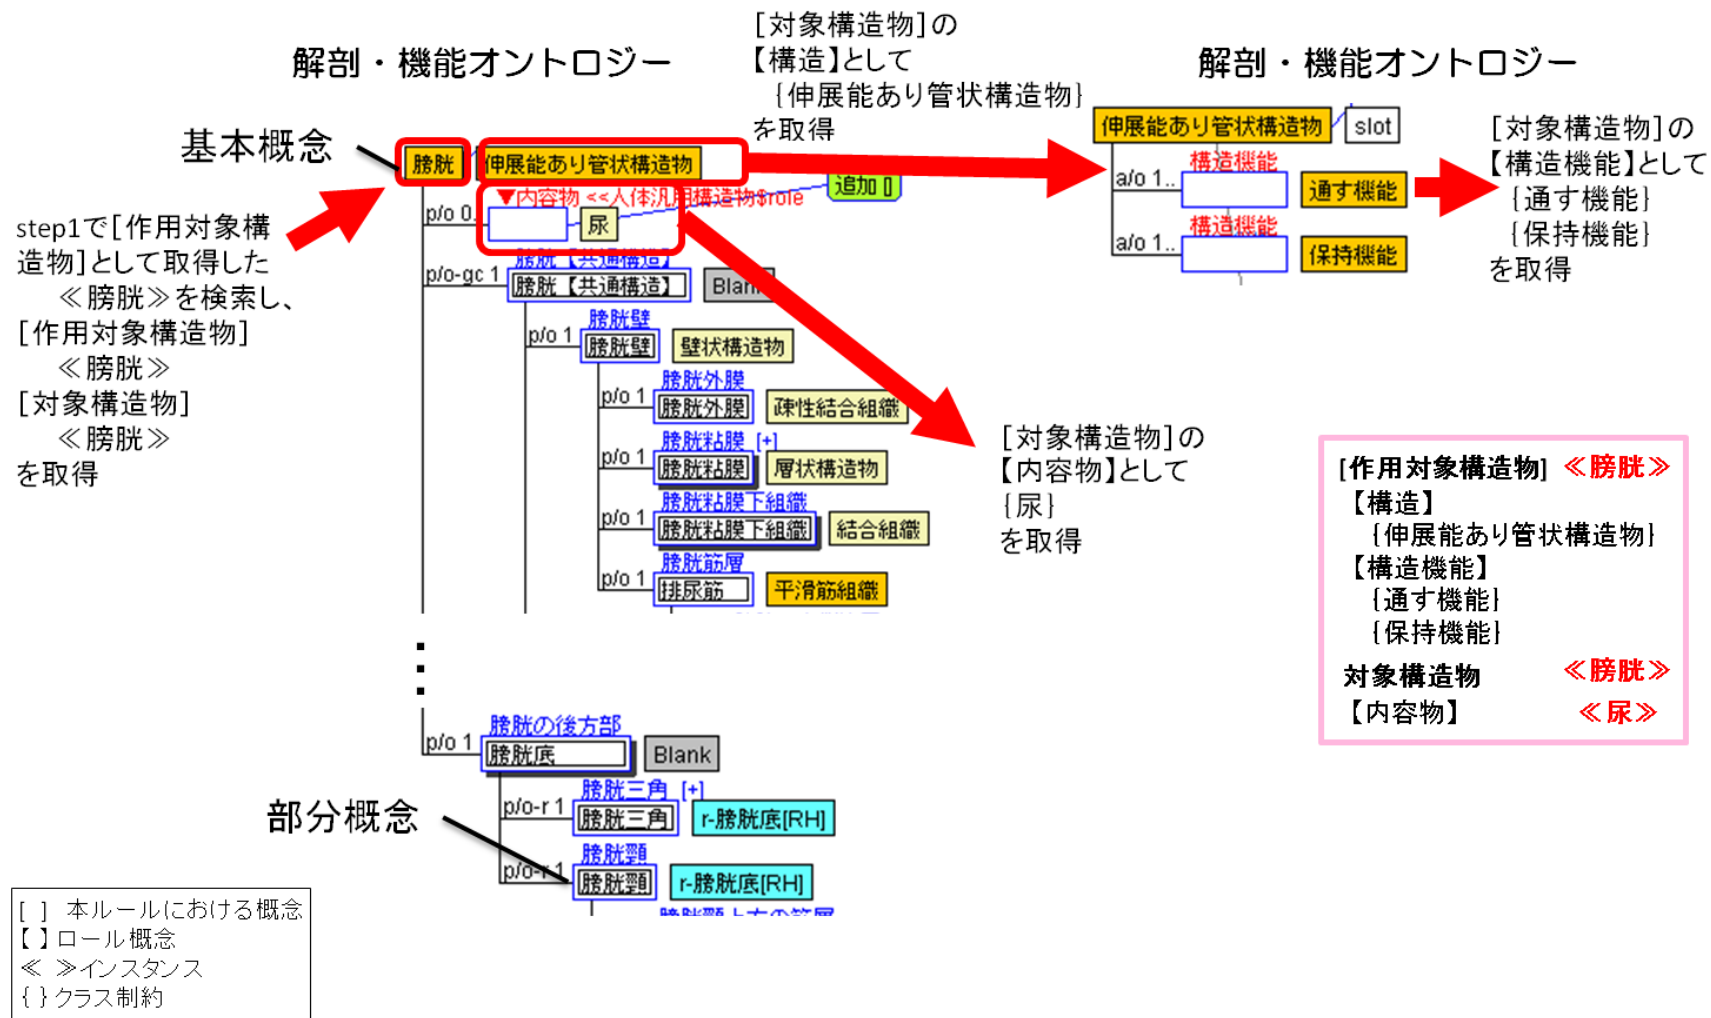 解剖・機能オントロジー
基本概念
step1で[作用対象構
造物]として取得した
≪膀胱≫を検索し、
[作用対象構造物]
≪膀胱≫
[対象構造物]
≪膀胱≫
を取得
膀胱
伸展能あり管状構造物
p/o 0.
▼内容物 <<人体汎用構造物$role
尿
追加 []
p/o-gc 1
膀胱【共通構造】
膀胱【共通構造】
Blank
p/o 1
膀胱壁
膀胱壁
壁状構造物
p/o 1
膀胱外膜
膀胱外膜
疎性結合組織
p/o 1
膀胱粘膜 [+]
膀胱粘膜
層状構造物
p/o 1
膀胱粘膜下組織
膀胱粘膜下組織
結合組織
p/o 1
膀胱筋層
排尿筋
平滑筋組織
p/o 1
膀胱の後方部
膀胱底
Blank
p/o-r 1
膀胱三角 [+]
膀胱三角
r-膀胱底[RH]
部分概念
p/o-r 1
膀胱頸
膀胱頸
r-膀胱底[RH]
[対象構造物]の
【構造】として
{伸展能あり管状構造物}
を取得
[対象構造物]の
【内容物】として
{尿}
を取得
解剖・機能オントロジー
伸展能あり管状構造物
slot
a/o 1..
構造機能
通す機能
a/o 1..
構造機能
保持機能
[対象構造物]の
【構造機能】として
{通す機能}
{保持機能}
を取得
[作用対象構造物] ≪膀胱≫
【構造】
{伸展能あり管状構造物}
【構造機能】
{通す機能}
{保持機能}
対象構造物 ≪膀胱≫
【内容物】 ≪尿≫
[ ] 本ルールにおける概念
【 】ロール概念
≪ ≫インスタンス
{ }クラス制約